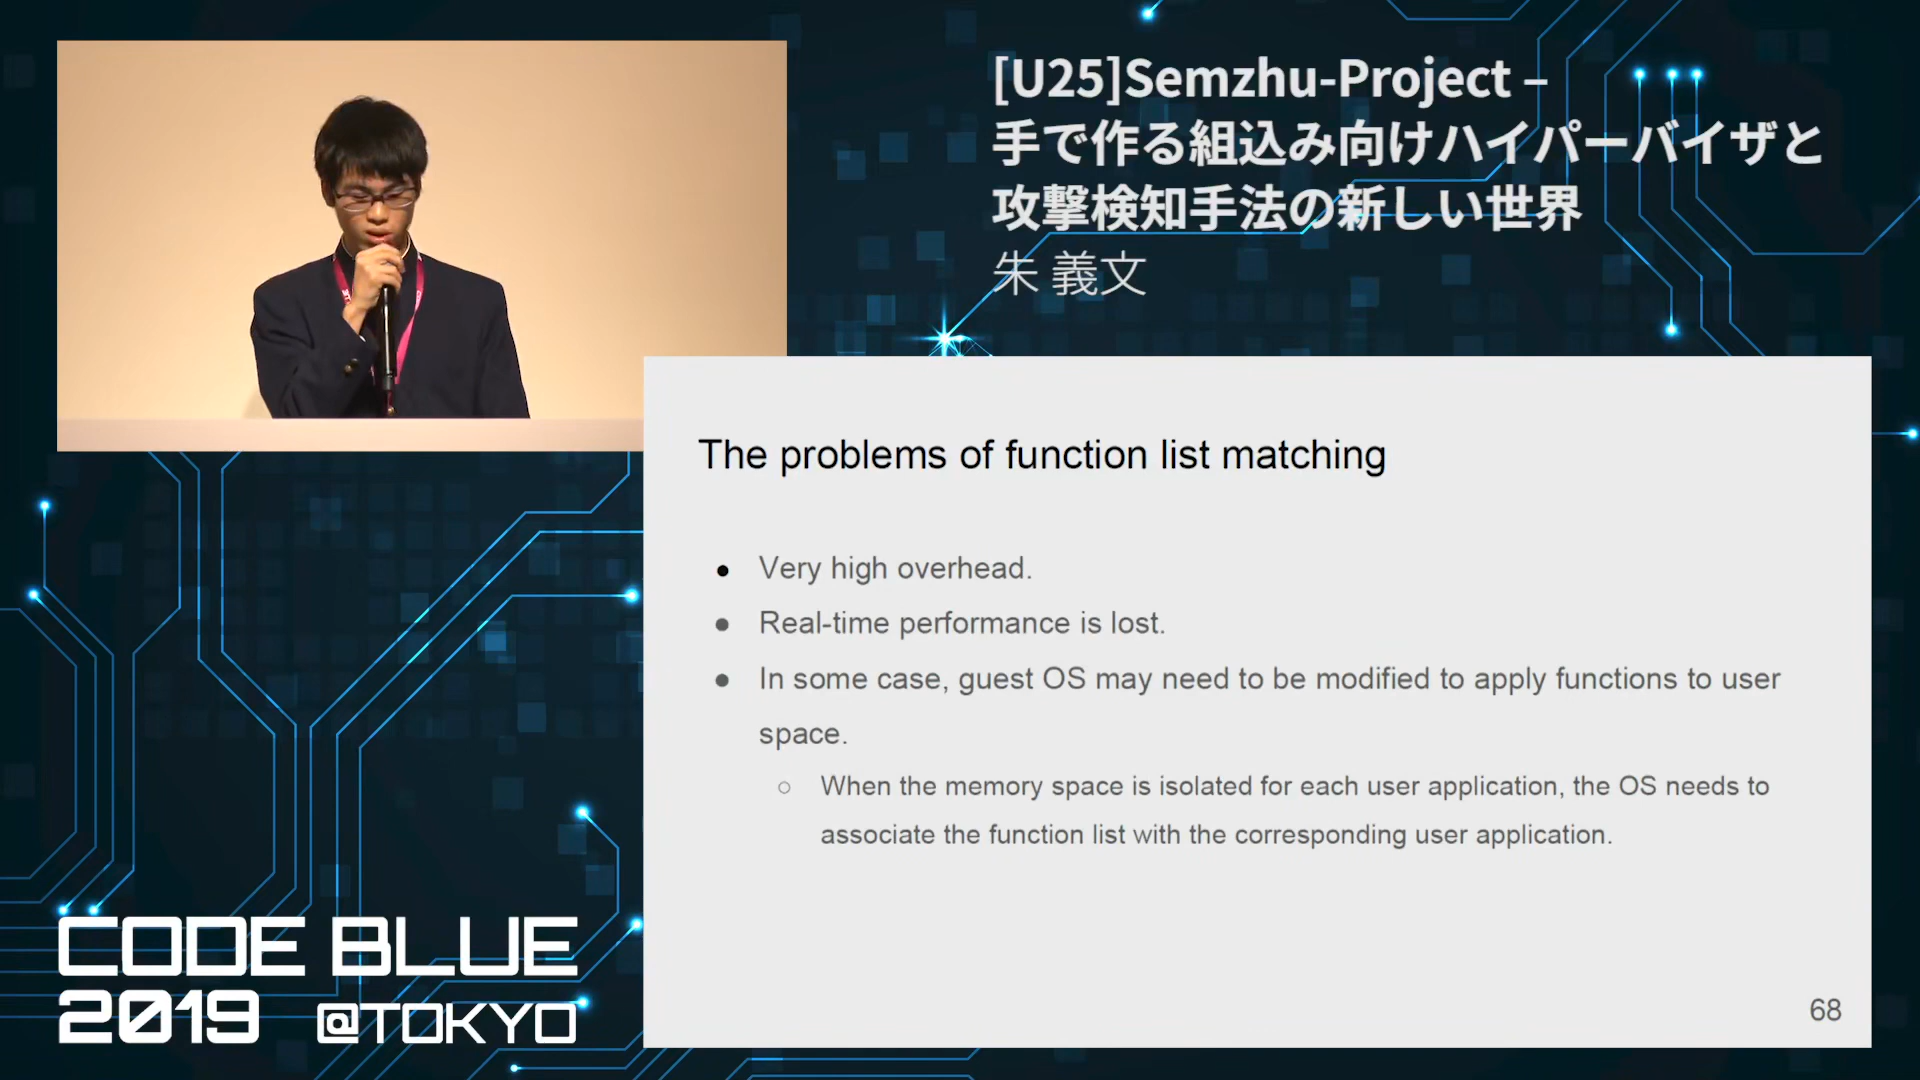 [U25]Semzhu-Project –
手で作る組込み向けハイパーバイザと
攻撃検知手法の新しい世界
朱 義文
The problems of function list matching
● Very high overhead.
● Real-time performance is lost.
● In some case, guest OS may need to be modified to apply functions to user
space.
○ When the memory space is isolated for each user application, the OS needs to
associate the function list with the corresponding user application.
68
CODE BLUE
2019 @TOKYO